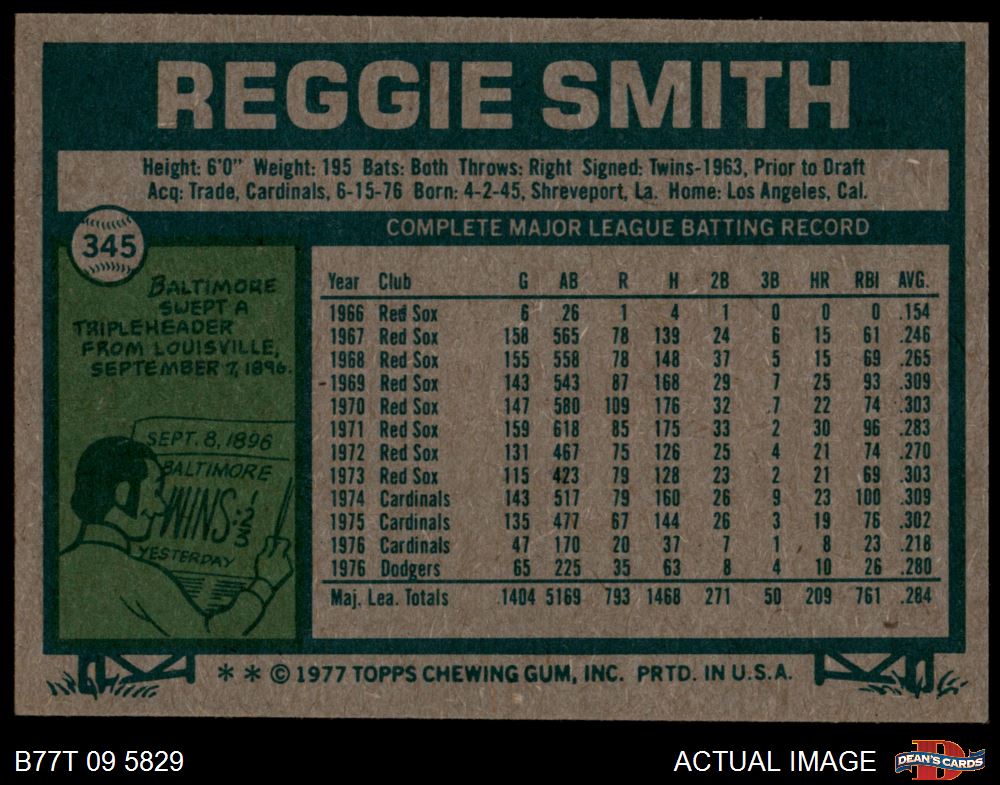 REGGIE SMITH
Height: 6'0" Weight: 195 Bats: Both Throws: Right Signed: Twins-1963, Prior to Draft
Acq: Trade, Cardinals, 6-15-76 Born: 4-2-45, Shreveport, La. Home: Los Angeles, Cal.
345
BALTIMORE
SWEPT A
TRIPLEHEADER
FROM LOUISVILLE,
SEPTEMBER 7, 1896.
SEPT. 8, 1896
BALTIMORE
WINS: 1 2 3
YESTERDAY
COMPLETE MAJOR LEAGUE BATTING RECORD
Year Club G AB R H 2B 3B HR RBI AVG.
1966 Red Sox 6 26 1 4 1 0 0 0 .154
1967 Red Sox 158 565 78 139 24 6 15 61 .246
1968 Red Sox 155 558 78 148 37 5 15 69 .265
1969 Red Sox 143 543 87 168 29 7 25 93 .309
1970 Red Sox 147 580 109 176 32 7 22 74 .303
1971 Red Sox 159 618 85 175 33 2 30 96 .283
1972 Red Sox 131 467 75 126 25 4 21 74 .270
1973 Red Sox 115 423 79 128 23 2 21 69 .303
1974 Cardinals 143 517 79 160 26 9 23 100 .309
1975 Cardinals 135 477 67 144 26 3 19 76 .302
1976 Cardinals 47 170 20 37 7 1 8 23 .218
1976 Dodgers 65 225 35 63 8 4 10 26 .280
Maj. Lea. Totals 1404 5169 793 1468 271 50 209 761 .284
** © 1977 TOPPS CHEWING GUM, INC. PRTD. IN U.S.A.
B77T 09 5829
ACTUAL IMAGE
D
DEAN'S CARDS